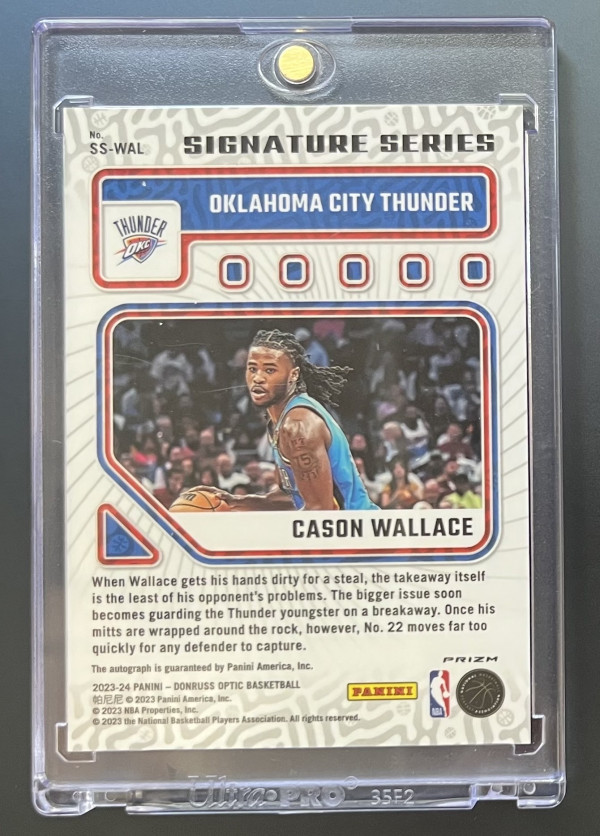 No.
SS-WAL
SIGNATURE SERIES
OKLAHOMA CITY THUNDER
THUNDER
OKC
CASON WALLACE
When Wallace gets his hands dirty for a steal, the takeaway itself
is the least of his opponent's problems. The bigger issue soon
becomes guarding the Thunder youngster on a breakaway. Once his
mitts are wrapped around the rock, however, No. 22 moves far too
quickly for any defender to capture.
The autograph is guaranteed by Panini America, Inc.
PRIZM
2023-24 PANINI – DONRUSS OPTIC BASKETBALL
帕尼尼 © 2023 Panini America, Inc.
© 2023 NBA Properties, Inc.
© 2023 the National Basketball Players Association. All rights reserved.
PANINI
NBA
Ultra·PRO® 35F2